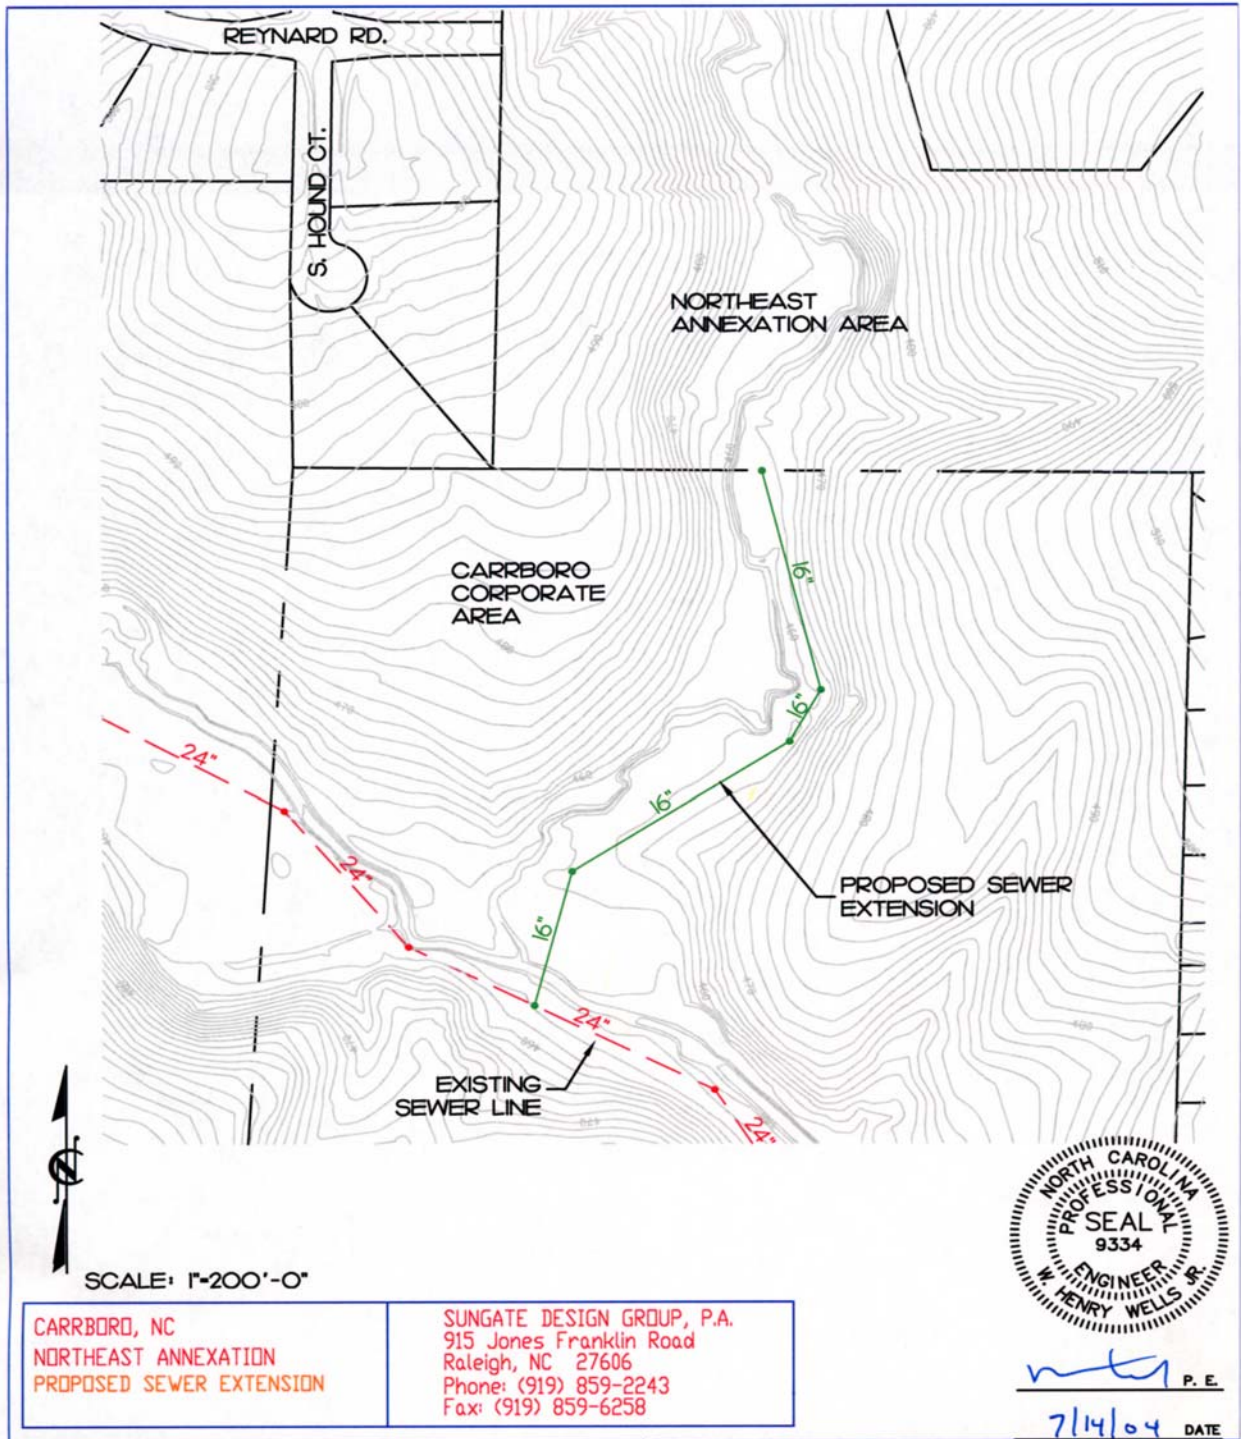 REYNARD RD.
S. HOUND CT.
NORTHEAST
ANNEXATION AREA
CARRBORO
CORPORATE
AREA
16"
16"
16"
16"
24"
24"
24"
24"
PROPOSED SEWER
EXTENSION
EXISTING
SEWER LINE
SCALE: 1"=200'-0"
NORTH CAROLINA
PROFESSIONAL
SEAL
9334
ENGINEER
W. HENRY WELLS JR.
P. E.
7/14/04 DATE
CARRBORO, NC
NORTHEAST ANNEXATION
PROPOSED SEWER EXTENSION
SUNGATE DESIGN GROUP, P.A.
915 Jones Franklin Road
Raleigh, NC 27606
Phone: (919) 859-2243
Fax: (919) 859-6258